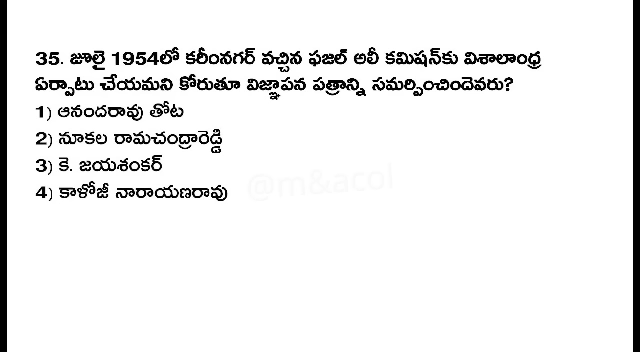 35. జూలై 1954లో కరీంనగర్ వచ్చిన ఫజల్ అలీ కమిషన్‌కు విశాలాంధ్ర
ఏర్పాటు చేయమని కోరుతూ విజ్ఞాపన పత్రాన్ని సమర్పించిందెవరు?
1) ఆనందరావు తోట
2) నూకల రామచంద్రారెడ్డి
3) కె. జయశంకర్
4) కాళోజీ నారాయణరావు
@m&acol